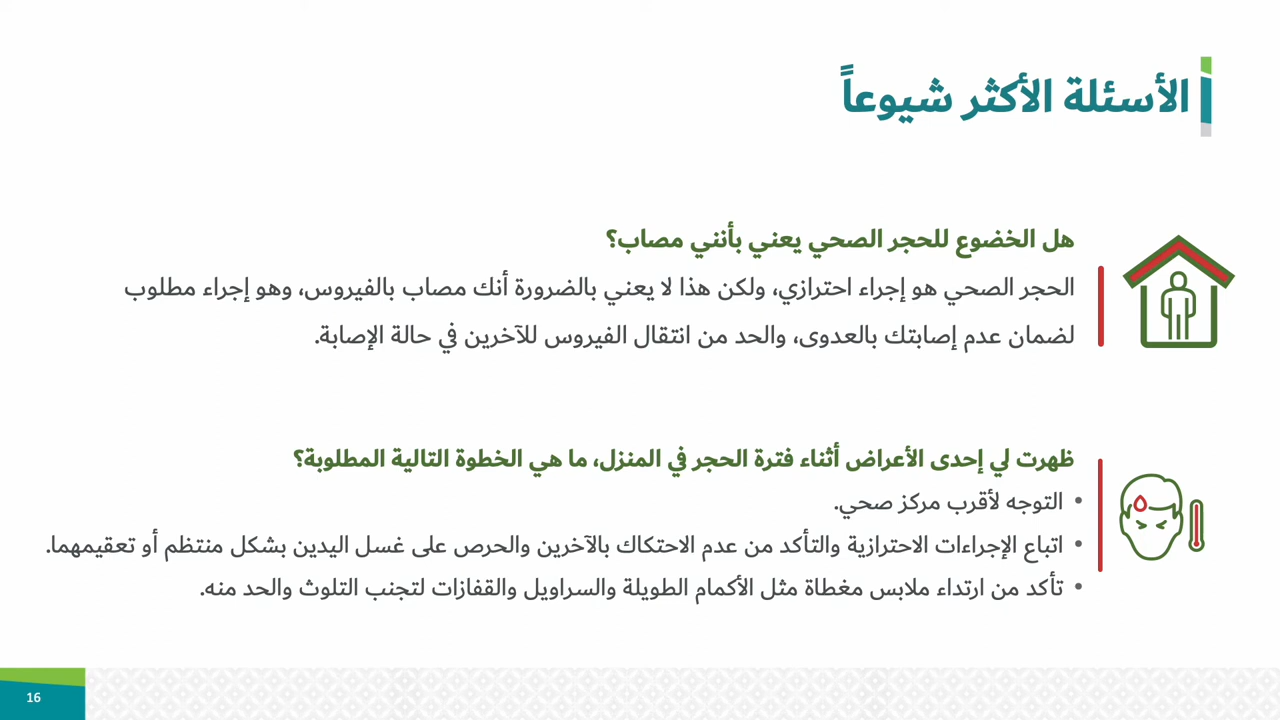 الأسئلة الأكثر شيوعاً
هل الخضوع للحجر الصحي يعني بأنني مصاب؟
الحجر الصحي هو إجراء احترازي، ولكن هذا لا يعني بالضرورة أنك مصاب بالفيروس، وهو إجراء مطلوب
لضمان عدم إصابتك بالعدوى، والحد من انتقال الفيروس للآخرين في حالة الإصابة.
ظهرت لي إحدى الأعراض أثناء فترة الحجر في المنزل، ما هي الخطوة التالية المطلوبة؟
• التوجه لأقرب مركز صحي.
• اتباع الإجراءات الاحترازية والتأكد من عدم الاحتكاك بالآخرين والحرص على غسل اليدين بشكل منتظم أو تعقيمهما.
• تأكد من ارتداء ملابس مغطاة مثل الأكمام الطويلة والسراويل والقفازات لتجنب التلوث والحد منه.
16